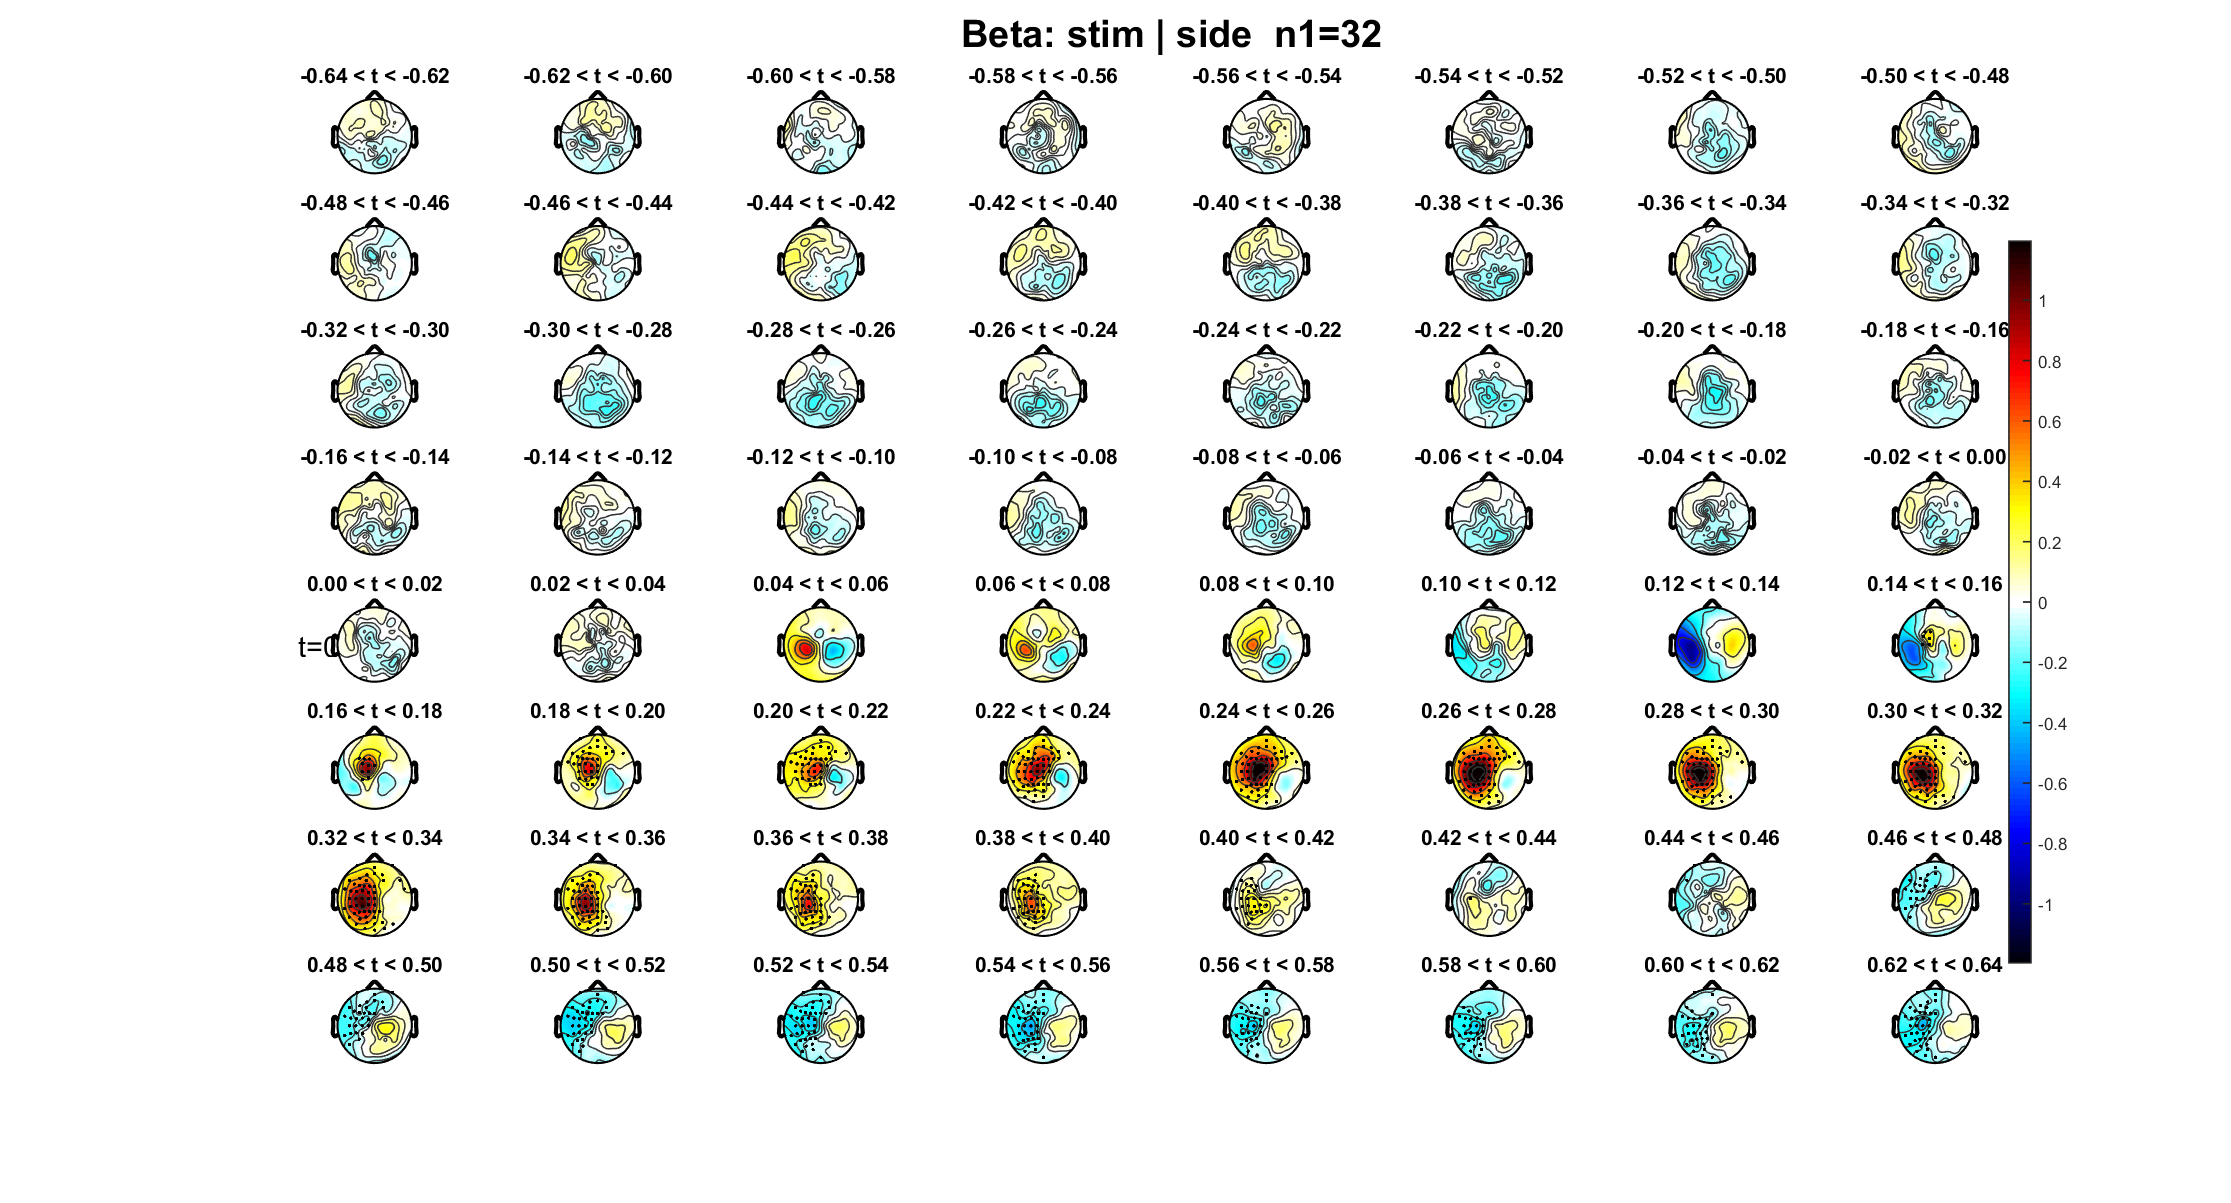 Beta: stim | side  n1=32
-0.64 < t < -0.62 -0.62 < t < -0.60 -0.60 < t < -0.58 -0.58 < t < -0.56 -0.56 < t < -0.54 -0.54 < t < -0.52 -0.52 < t < -0.50 -0.50 < t < -0.48
-0.48 < t < -0.46 -0.46 < t < -0.44 -0.44 < t < -0.42 -0.42 < t < -0.40 -0.40 < t < -0.38 -0.38 < t < -0.36 -0.36 < t < -0.34 -0.34 < t < -0.32
-0.32 < t < -0.30 -0.30 < t < -0.28 -0.28 < t < -0.26 -0.26 < t < -0.24 -0.24 < t < -0.22 -0.22 < t < -0.20 -0.20 < t < -0.18 -0.18 < t < -0.16
-0.16 < t < -0.14 -0.14 < t < -0.12 -0.12 < t < -0.10 -0.10 < t < -0.08 -0.08 < t < -0.06 -0.06 < t < -0.04 -0.04 < t < -0.02 -0.02 < t < 0.00
0.00 < t < 0.02 0.02 < t < 0.04 0.04 < t < 0.06 0.06 < t < 0.08 0.08 < t < 0.10 0.10 < t < 0.12 0.12 < t < 0.14 0.14 < t < 0.16
t=0
0.16 < t < 0.18 0.18 < t < 0.20 0.20 < t < 0.22 0.22 < t < 0.24 0.24 < t < 0.26 0.26 < t < 0.28 0.28 < t < 0.30 0.30 < t < 0.32
0.32 < t < 0.34 0.34 < t < 0.36 0.36 < t < 0.38 0.38 < t < 0.40 0.40 < t < 0.42 0.42 < t < 0.44 0.44 < t < 0.46 0.46 < t < 0.48
0.48 < t < 0.50 0.50 < t < 0.52 0.52 < t < 0.54 0.54 < t < 0.56 0.56 < t < 0.58 0.58 < t < 0.60 0.60 < t < 0.62 0.62 < t < 0.64
1
0.8
0.6
0.4
0.2
0
-0.2
-0.4
-0.6
-0.8
-1